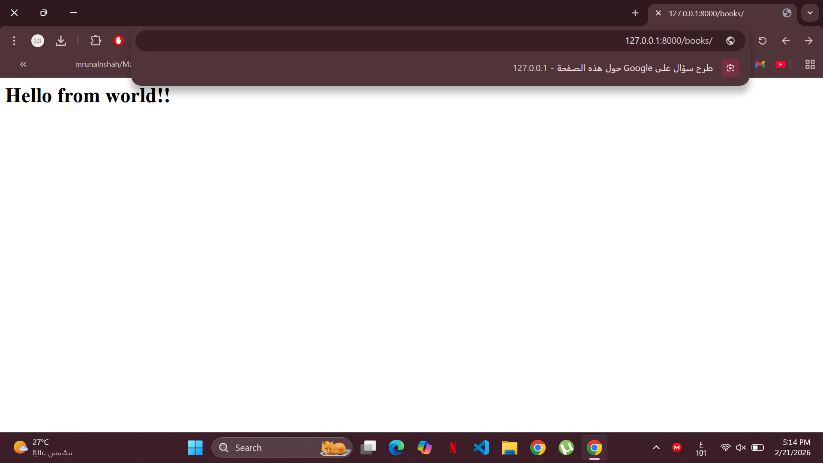 127.0.0.1:8000/books/
127.0.0.1:8000/books/
طرح سؤال على Google حول هذه الصفحة - 127.0.0.1
mrunalnshah/Ma
Hello from world!!
27°C
Search
ع
101
5:14 PM
2/21/2026